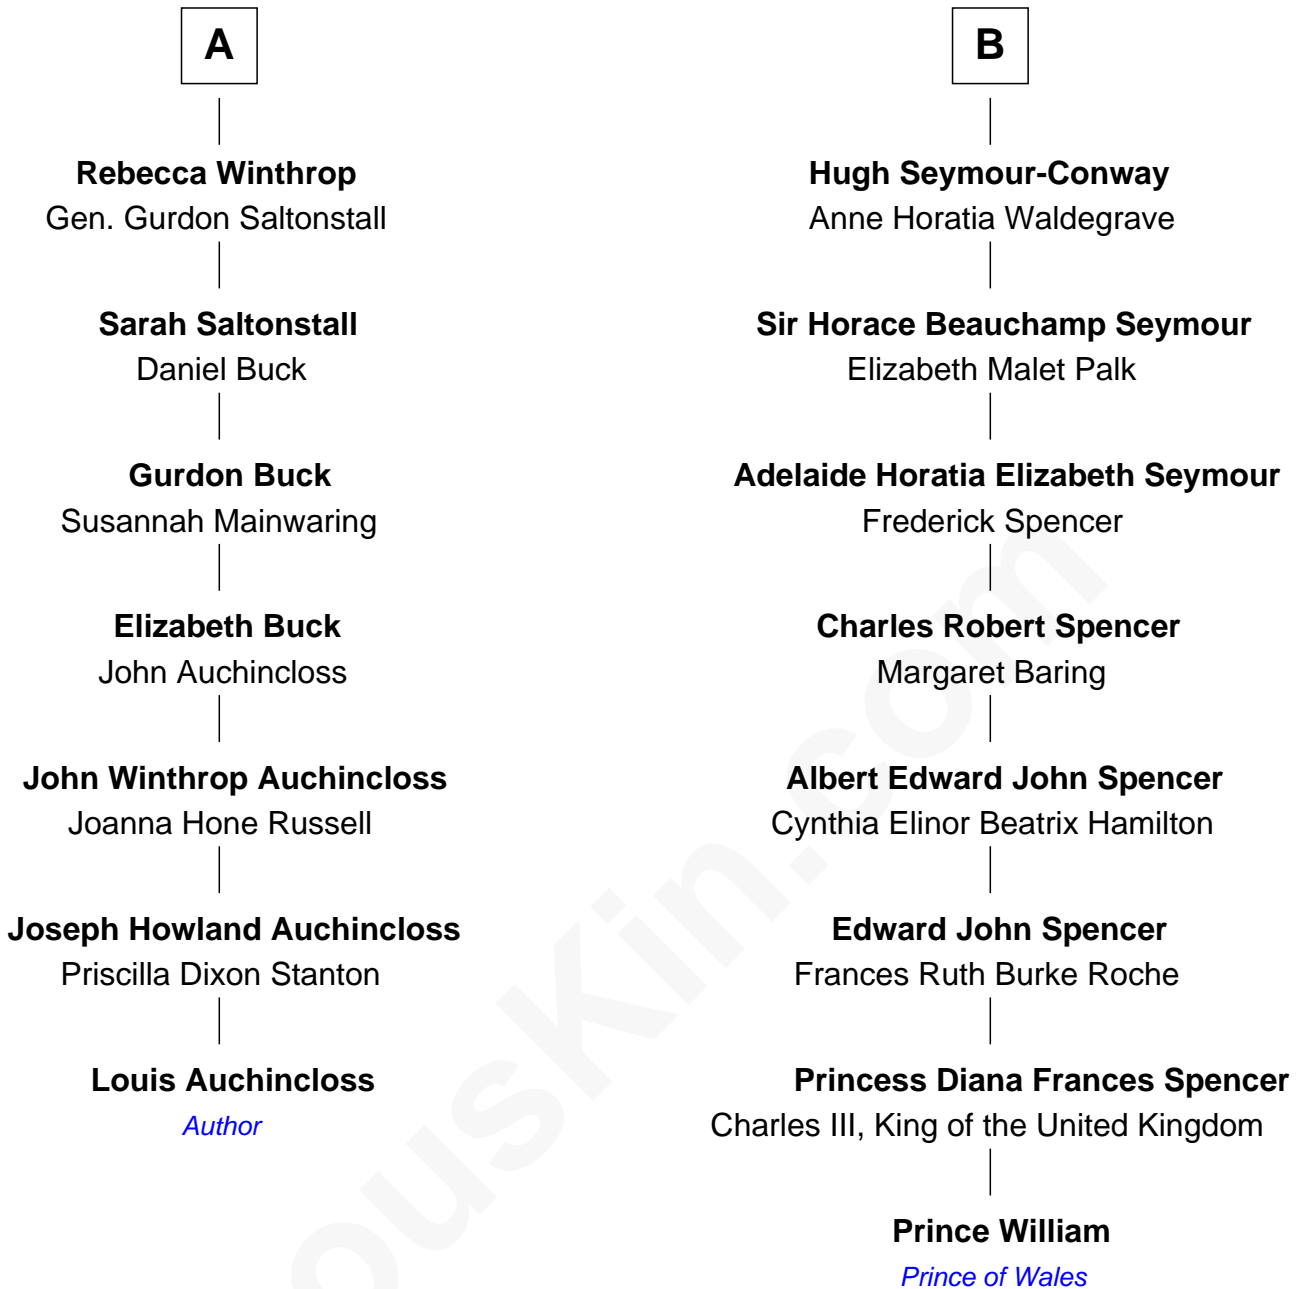 A
Rebecca Winthrop
Gen. Gurdon Saltonstall
Sarah Saltonstall
Daniel Buck
Gurdon Buck
Susannah Mainwaring
Elizabeth Buck
John Auchincloss
John Winthrop Auchincloss
Joanna Hone Russell
Joseph Howland Auchincloss
Priscilla Dixon Stanton
Louis Auchincloss
Author
B
Hugh Seymour-Conway
Anne Horatia Waldegrave
Sir Horace Beauchamp Seymour
Elizabeth Malet Palk
Adelaide Horatia Elizabeth Seymour
Frederick Spencer
Charles Robert Spencer
Margaret Baring
Albert Edward John Spencer
Cynthia Elinor Beatrix Hamilton
Edward John Spencer
Frances Ruth Burke Roche
Princess Diana Frances Spencer
Charles III, King of the United Kingdom
Prince William
Prince of Wales
ousKin.com